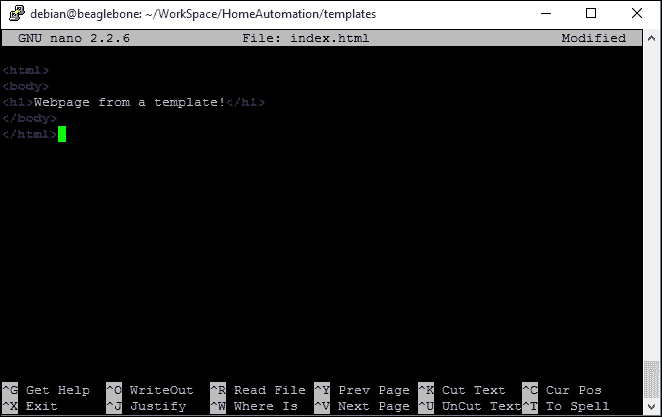 debian@beaglebone: ~/WorkSpace/HomeAutomation/templates
GNU nano 2.2.6 File: index.html Modified
<html>
<body>
<h1>Webpage from a template!</h1>
</body>
</html>
^G Get Help ^O WriteOut ^R Read File ^Y Prev Page ^K Cut Text ^C Cur Pos
^X Exit ^J Justify ^W Where Is ^V Next Page ^U UnCut Text ^T To Spell